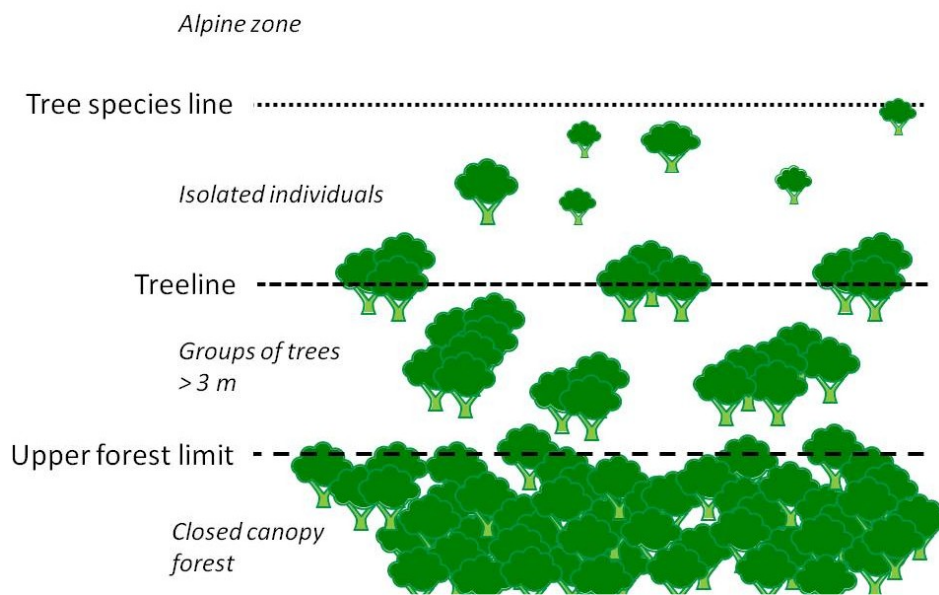 Alpine zone
Tree species line
Isolated individuals
Treeline
Groups of trees
> 3 m
Upper forest limit
Closed canopy
forest